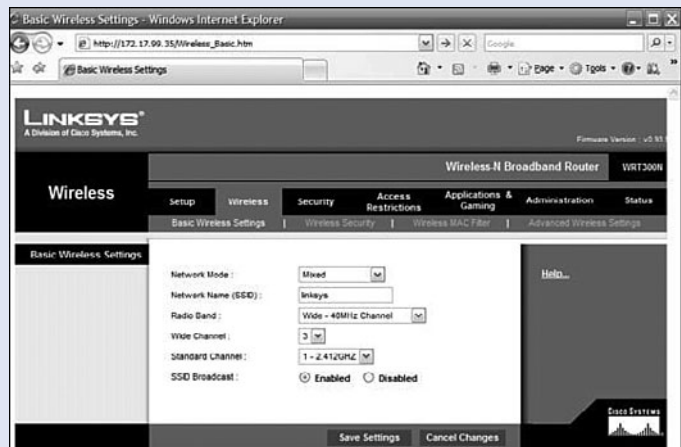 Basic Wireless Settings - Windows Internet Explorer
http://172.17.99.35/Wireless_Basic.htm
Google
Basic Wireless Settings
Page
Tools
LINKSYS®
A Division of Cisco Systems, Inc.
Firmware Version : v0.93
Wireless-N Broadband Router WRT300N
Wireless
Setup Wireless Security Access Restrictions Applications & Gaming Administration Status
Basic Wireless Settings | Wireless Security | Wireless MAC Filter | Advanced Wireless Settings
Basic Wireless Settings
Network Mode : Mixed
Network Name (SSID) : linksys
Radio Band : Wide - 40MHz Channel
Wide Channel : 3
Standard Channel : 1 - 2.412GHZ
SSID Broadcast : Enabled Disabled
Help...
Cisco Systems
Save Settings Cancel Changes